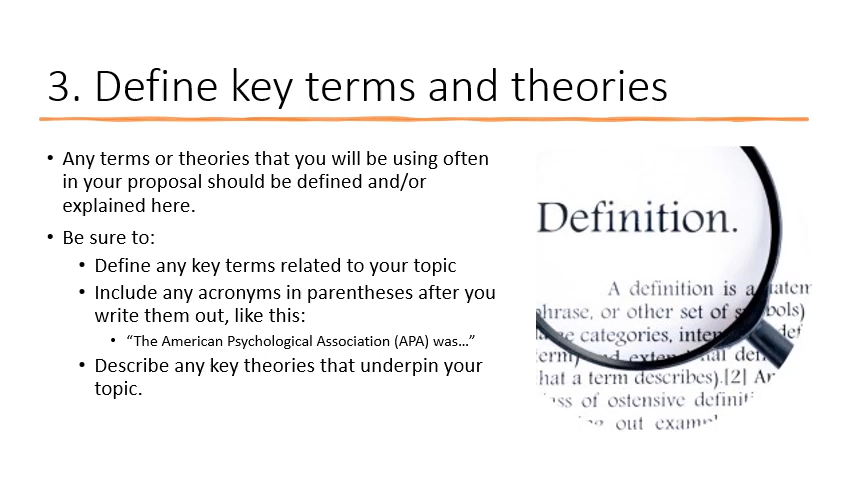 3. Define key terms and theories
• Any terms or theories that you will be using often
in your proposal should be defined and/or
explained here.
• Be sure to:
• Define any key terms related to your topic
• Include any acronyms in parentheses after you
write them out, like this:
• “The American Psychological Association (APA) was…”
• Describe any key theories that underpin your
topic.
Definition.
A definition is a
phrase, or other set of
categories,
hat a term describes).[2]
of ostensive
out